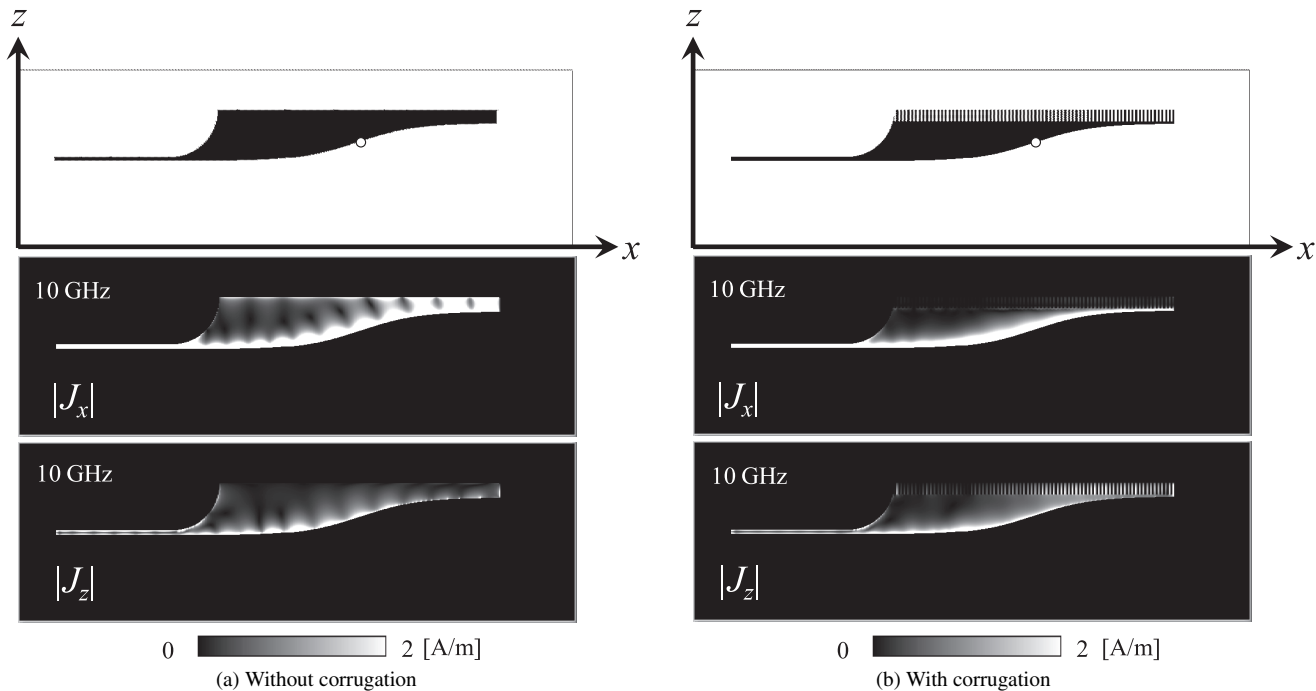 z
x
10 GHz
|Jx|
10 GHz
|Jz|
0 2 [A/m]
(a) Without corrugation
z
x
10 GHz
|Jx|
10 GHz
|Jz|
0 2 [A/m]
(b) With corrugation